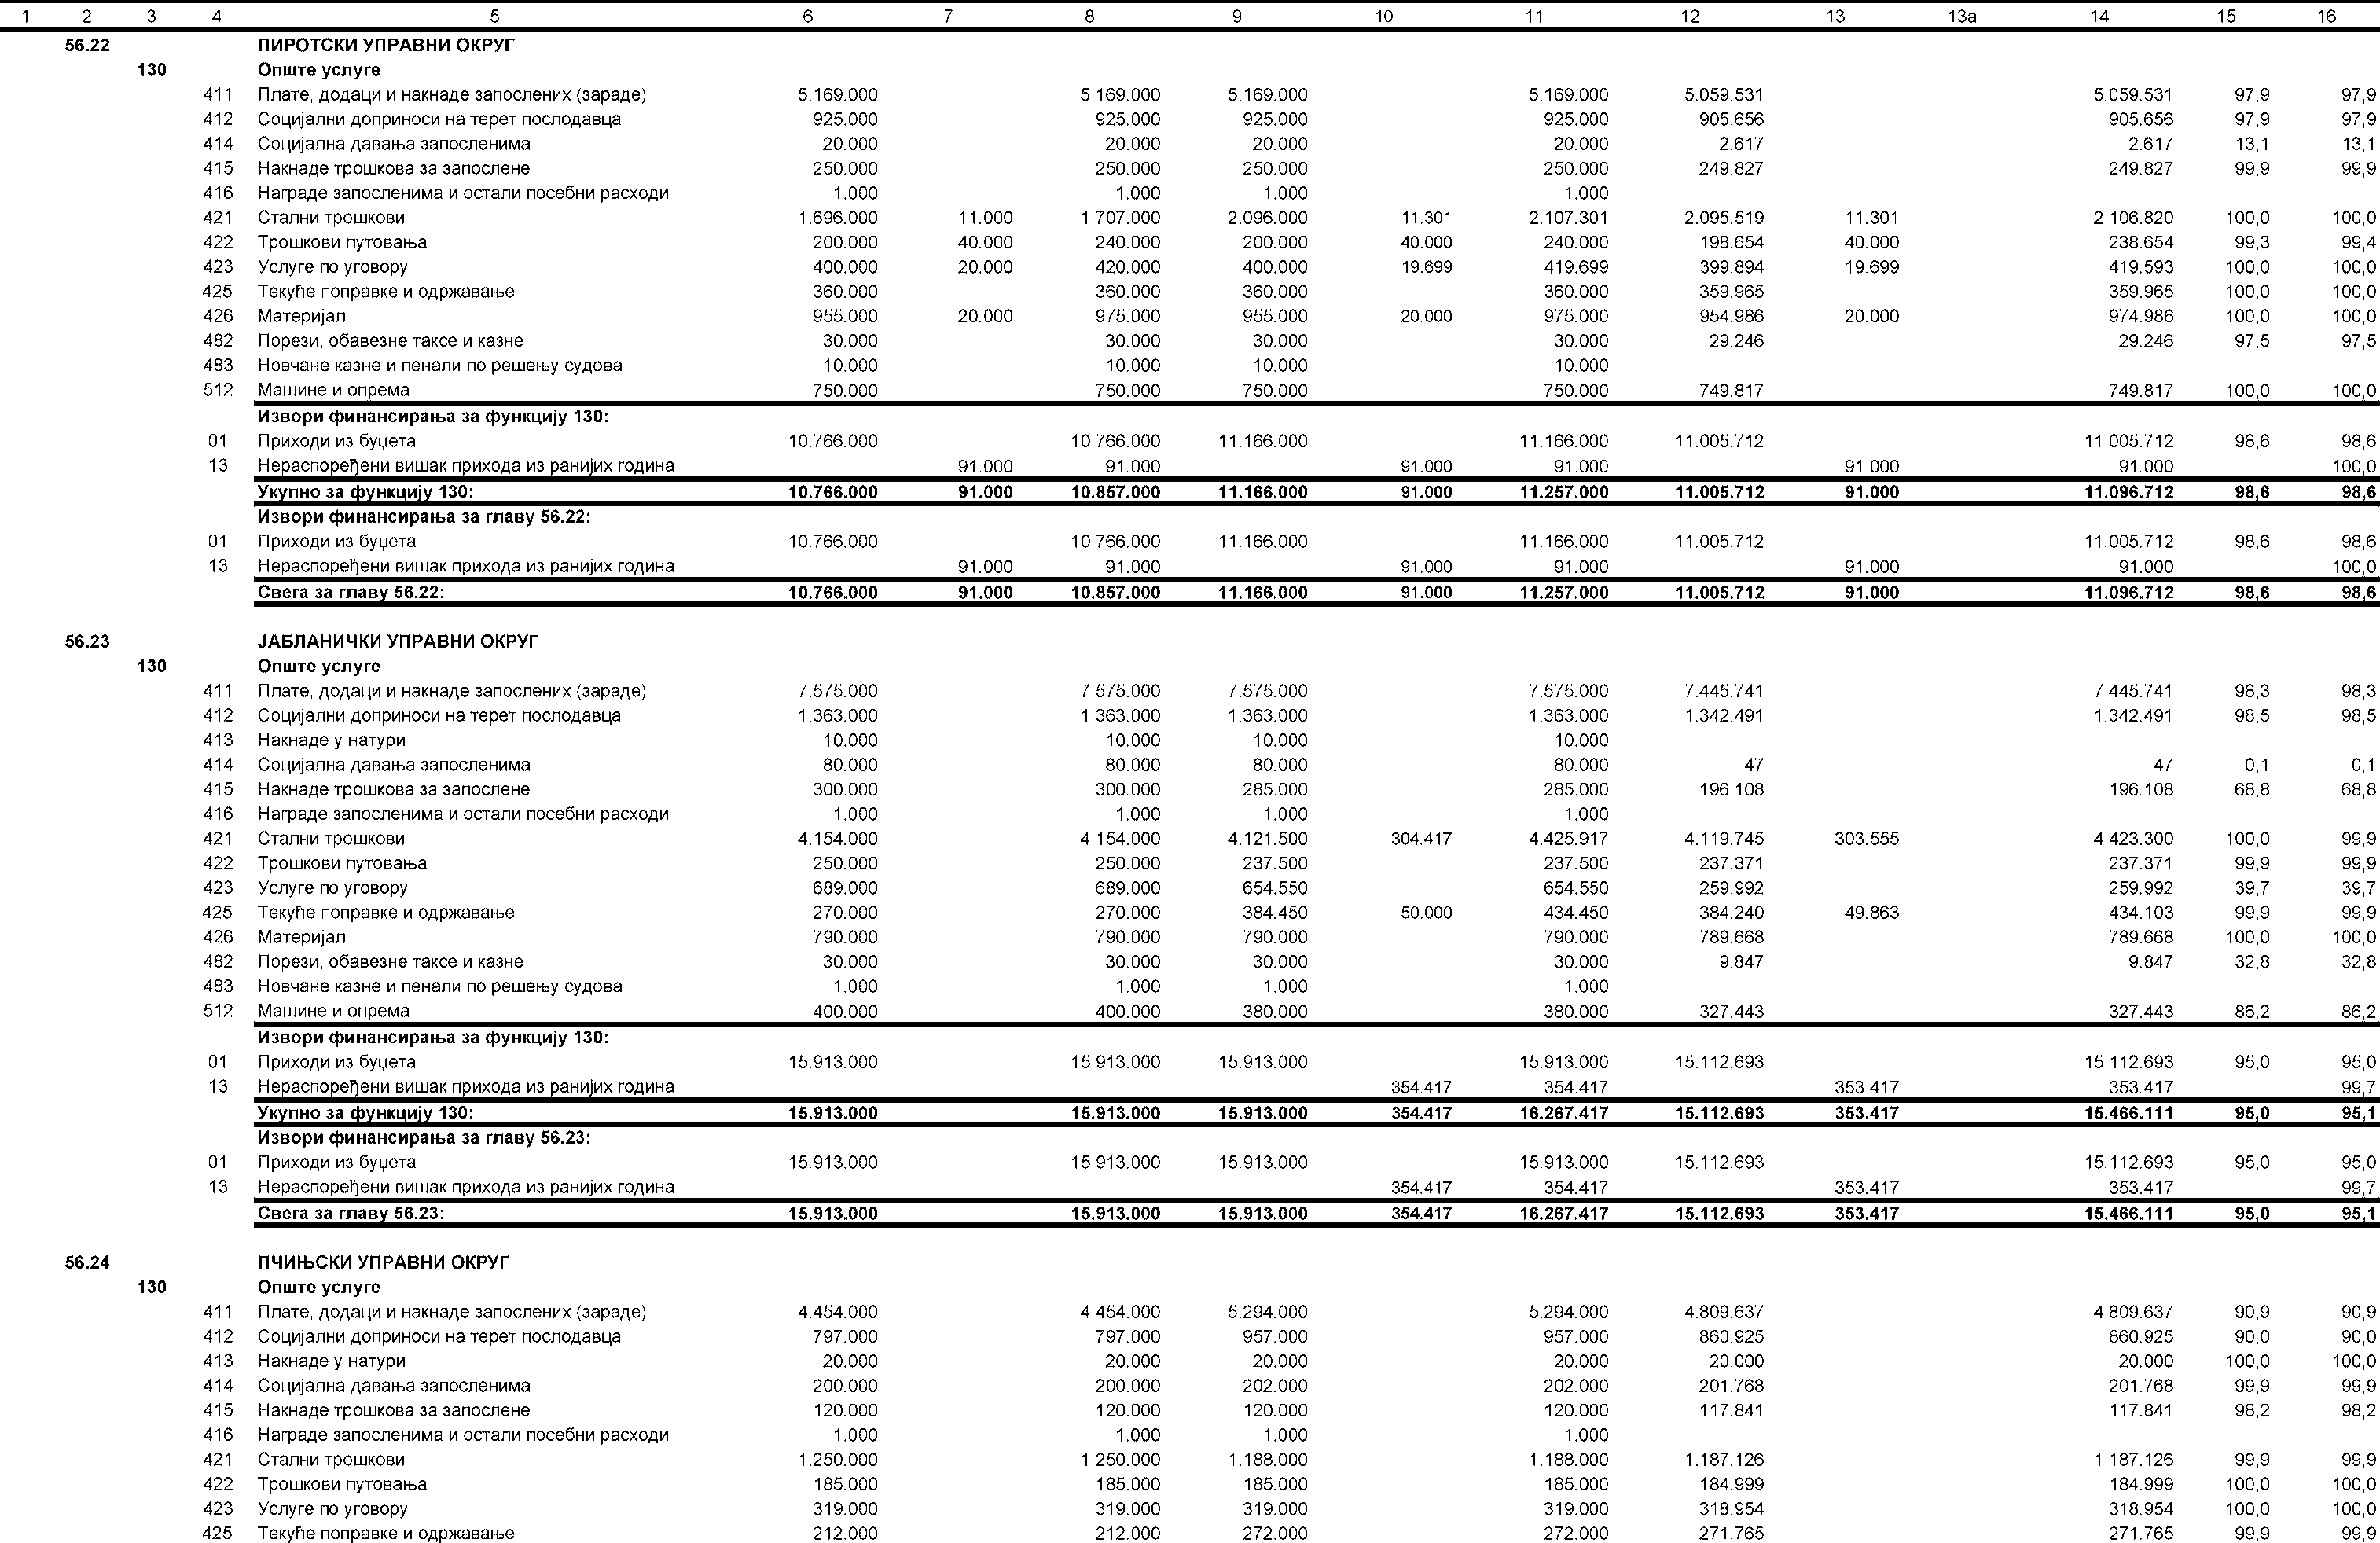 1 2 3 4 5 6 7 8 9 10 11 12 13 13a 14 15 16
56.22 ПИРОТСКИ УПРАВНИ ОКРУГ
130 Опште услуге
411 Плате, додаци и накнаде запослених (зараде) 5.169.000 5.169.000 5.169.000 5.169.000 5.059.531 5.059.531 97,9 97,9
412 Социјални доприноси на терет послодавца 925.000 925.000 925.000 925.000 905.656 905.656 97,9 97,9
414 Социјална давања запосленима 20.000 20.000 20.000 20.000 2.617 2.617 13,1 13,1
415 Накнаде трошкова за запослене 250.000 250.000 250.000 250.000 249.827 249.827 99,9 99,9
416 Награде запосленима и остали посебни расходи 1.000 1.000 1.000 1.000
421 Стални трошкови 1.696.000 11.000 1.707.000 2.096.000 11.301 2.107.301 2.095.519 11.301 2.106.820 100,0 100,0
422 Трошкови путовања 200.000 40.000 240.000 200.000 40.000 240.000 198.654 40.000 238.654 99,3 99,4
423 Услуге по уговору 400.000 20.000 420.000 400.000 19.699 419.699 399.894 19.699 419.593 100,0 100,0
425 Текуће поправке и одржавање 360.000 360.000 360.000 360.000 359.965 359.965 100,0 100,0
426 Материјал 955.000 20.000 975.000 955.000 20.000 975.000 954.986 20.000 974.986 100,0 100,0
482 Порези, обавезне таксе и казне 30.000 30.000 30.000 30.000 29.246 29.246 97,5 97,5
483 Новчане казне и пенали по решењу судова 10.000 10.000 10.000 10.000
512 Машине и опрема 750.000 750.000 750.000 750.000 749.817 749.817 100,0 100,0
Извори финансирања за функцију 130:
01 Приходи из буџета 10.766.000 10.766.000 11.166.000 11.166.000 11.005.712 11.005.712 98,6 98,6
13 Нераспоређени вишак прихода из ранијих година 91.000 91.000 91.000 91.000 91.000 91.000 100,0
Укупно за функцију 130: 10.766.000 91.000 10.857.000 11.166.000 91.000 11.257.000 11.005.712 91.000 11.096.712 98,6 98,6
Извори финансирања за главу 56.22:
01 Приходи из буџета 10.766.000 10.766.000 11.166.000 11.166.000 11.005.712 11.005.712 98,6 98,6
13 Нераспоређени вишак прихода из ранијих година 91.000 91.000 91.000 91.000 91.000 91.000 100,0
Свега за главу 56.22: 10.766.000 91.000 10.857.000 11.166.000 91.000 11.257.000 11.005.712 91.000 11.096.712 98,6 98,6
56.23 ЈАБЛАНИЧКИ УПРАВНИ ОКРУГ
130 Опште услуге
411 Плате, додаци и накнаде запослених (зараде) 7.575.000 7.575.000 7.575.000 7.575.000 7.445.741 7.445.741 98,3 98,3
412 Социјални доприноси на терет послодавца 1.363.000 1.363.000 1.363.000 1.363.000 1.342.491 1.342.491 98,5 98,5
413 Накнаде у натури 10.000 10.000 10.000 10.000
414 Социјална давања запосленима 80.000 80.000 80.000 80.000 47 47 0,1 0,1
415 Накнаде трошкова за запослене 300.000 300.000 285.000 285.000 196.108 196.108 68,8 68,8
416 Награде запосленима и остали посебни расходи 1.000 1.000 1.000 1.000
421 Стални трошкови 4.154.000 4.154.000 4.121.500 304.417 4.425.917 4.119.745 303.555 4.423.300 100,0 99,9
422 Трошкови путовања 250.000 250.000 237.500 237.500 237.371 237.371 99,9 99,9
423 Услуге по уговору 689.000 689.000 654.550 654.550 259.992 259.992 39,7 39,7
425 Текуће поправке и одржавање 270.000 270.000 384.450 50.000 434.450 384.240 49.863 434.103 99,9 99,9
426 Материјал 790.000 790.000 790.000 790.000 789.668 789.668 100,0 100,0
482 Порези, обавезне таксе и казне 30.000 30.000 30.000 30.000 9.847 9.847 32,8 32,8
483 Новчане казне и пенали по решењу судова 1.000 1.000 1.000 1.000
512 Машине и опрема 400.000 400.000 380.000 380.000 327.443 327.443 86,2 86,2
Извори финансирања за функцију 130:
01 Приходи из буџета 15.913.000 15.913.000 15.913.000 15.913.000 15.112.693 15.112.693 95,0 95,0
13 Нераспоређени вишак прихода из ранијих година 354.417 354.417 353.417 353.417 99,7
Укупно за функцију 130: 15.913.000 15.913.000 15.913.000 354.417 16.267.417 15.112.693 353.417 15.466.111 95,0 95,1
Извори финансирања за главу 56.23:
01 Приходи из буџета 15.913.000 15.913.000 15.913.000 15.913.000 15.112.693 15.112.693 95,0 95,0
13 Нераспоређени вишак прихода из ранијих година 354.417 354.417 353.417 353.417 99,7
Свега за главу 56.23: 15.913.000 15.913.000 15.913.000 354.417 16.267.417 15.112.693 353.417 15.466.111 95,0 95,1
56.24 ПЧИЊСКИ УПРАВНИ ОКРУГ
130 Опште услуге
411 Плате, додаци и накнаде запослених (зараде) 4.454.000 4.454.000 5.294.000 5.294.000 4.809.637 4.809.637 90,9 90,9
412 Социјални доприноси на терет послодавца 797.000 797.000 957.000 957.000 860.925 860.925 90,0 90,0
413 Накнаде у натури 20.000 20.000 20.000 20.000 20.000 20.000 100,0 100,0
414 Социјална давања запосленима 200.000 200.000 202.000 202.000 201.768 201.768 99,9 99,9
415 Накнаде трошкова за запослене 120.000 120.000 120.000 120.000 117.841 117.841 98,2 98,2
416 Награде запосленима и остали посебни расходи 1.000 1.000 1.000 1.000
421 Стални трошкови 1.250.000 1.250.000 1.188.000 1.188.000 1.187.126 1.187.126 99,9 99,9
422 Трошкови путовања 185.000 185.000 185.000 185.000 184.999 184.999 100,0 100,0
423 Услуге по уговору 319.000 319.000 319.000 319.000 318.954 318.954 100,0 100,0
425 Текуће поправке и одржавање 212.000 212.000 272.000 272.000 271.765 271.765 99,9 99,9